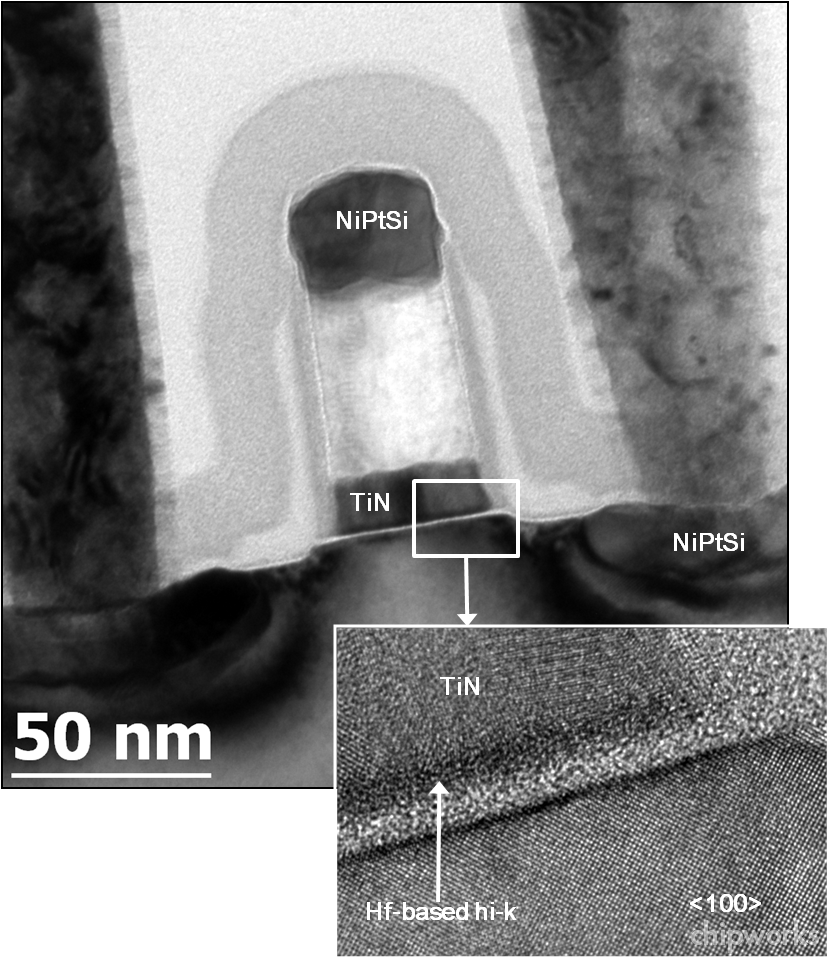 NiPtSi
TiN
NiPtSi
50 nm
TiN
Hf-based hi-k
<100>
chipworks